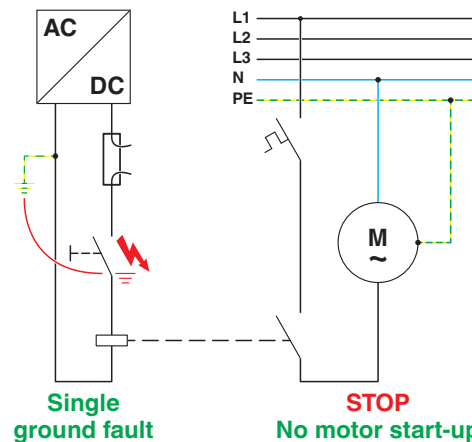 AC
DC
L1
L2
L3
N
PE
M
~
Single
ground fault
STOP
No motor start-up